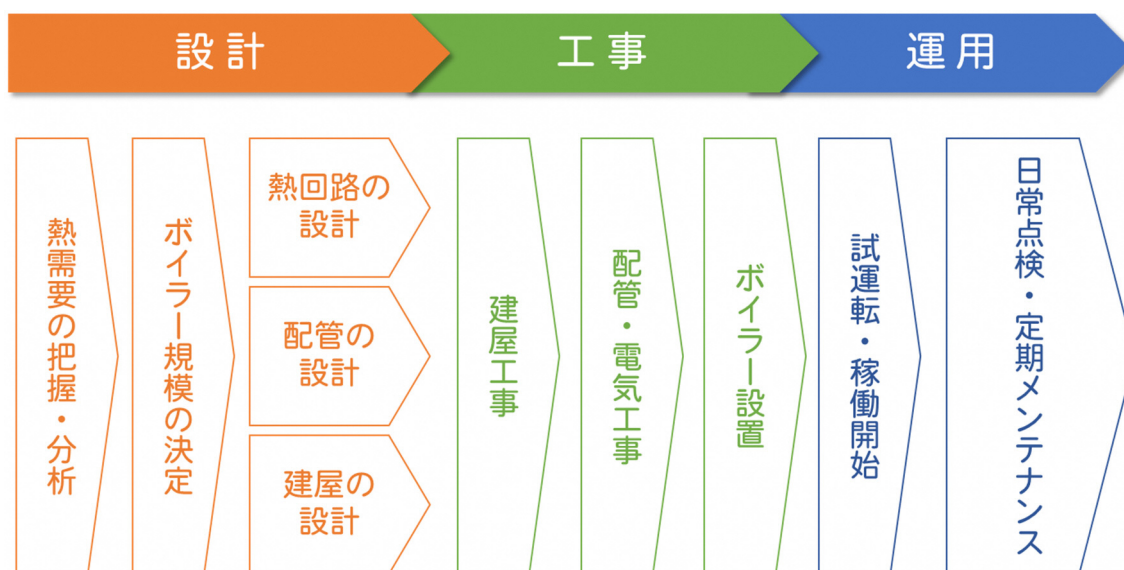 設計
工事
運用
熱需要の把握・分析
ボイラー規模の決定
熱回路の
設計
配管の
設計
建屋の
設計
建屋工事
配管・電気工事
ボイラー設置
試運転・稼働開始
日常点検・定期メンテナンス